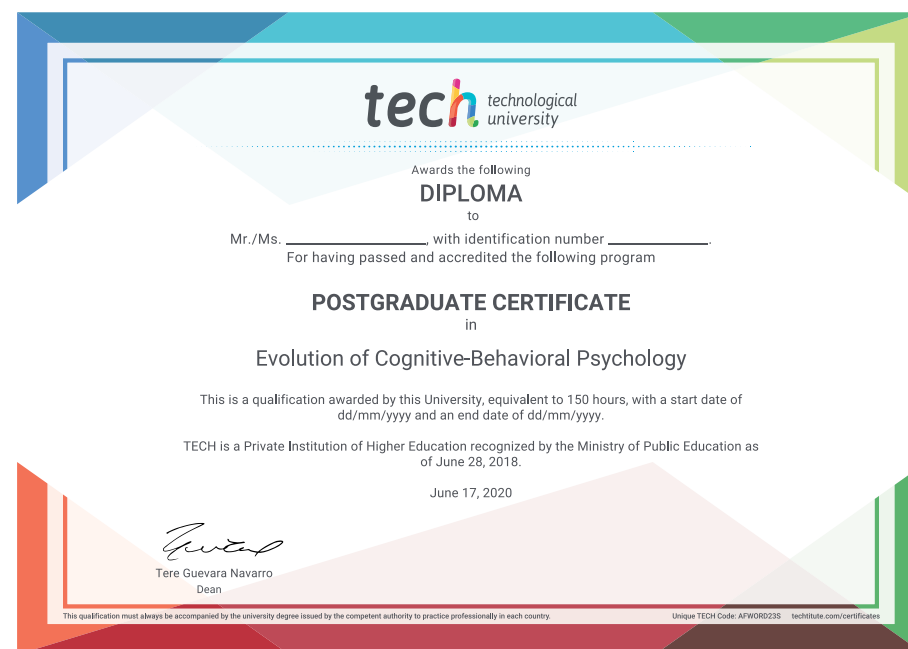 tech technological
university
Awards the following
DIPLOMA
to
Mr./Ms. ______________, with identification number __________.
For having passed and accredited the following program
POSTGRADUATE CERTIFICATE
in
Evolution of Cognitive-Behavioral Psychology
This is a qualification awarded by this University, equivalent to 150 hours, with a start date of
dd/mm/yyyy and an end date of dd/mm/yyyy.
TECH is a Private Institution of Higher Education recognized by the Ministry of Public Education as
of June 28, 2018.
June 17, 2020
Tere Guevara Navarro
Dean
This qualification must always be accompanied by the university degree issued by the competent authority to practice professionally in each country.
Unique TECH Code: AFWORD23S techtitute.com/certificates